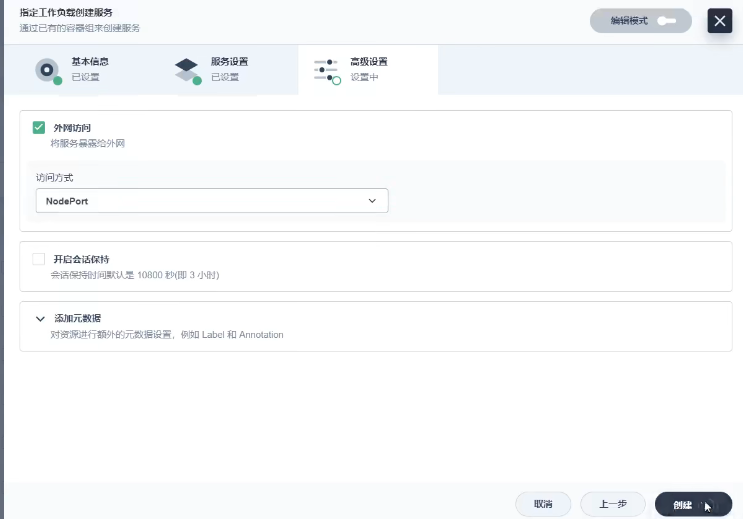 指定工作负载创建服务
通过已有的容器组来创建服务
编辑模式
基本信息
已设置
服务设置
已设置
高级设置
设置中
外网访问
将服务暴露给外网
访问方式
NodePort
开启会话保持
会话保持时间默认是 10800 秒(即 3 小时)
添加元数据
对资源进行额外的元数据设置，例如 Label 和 Annotation
取消
上一步
创建